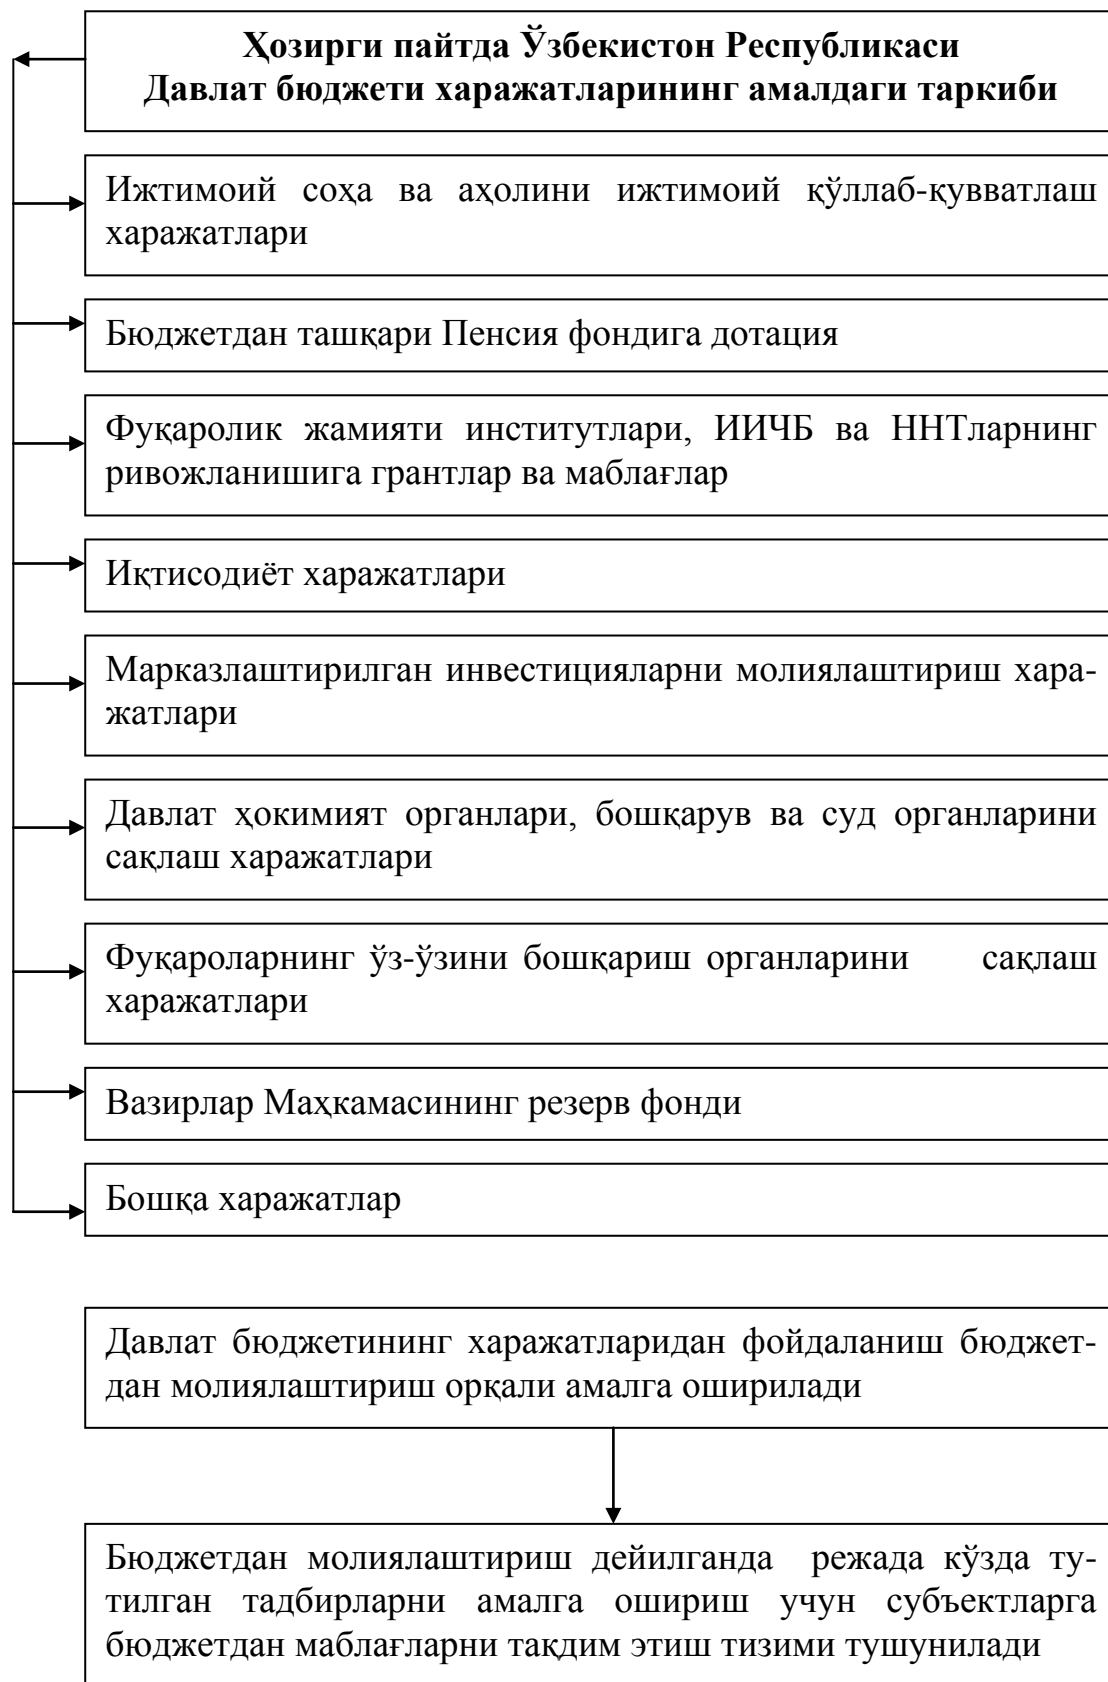 Ҳозирги пайтда Ўзбекистон Республикаси
Давлат бюджети харажатларининг амалдаги таркиби
Ижтимоий соҳа ва аҳолини ижтимоий қўллаб-қувватлаш
харажатлари
Бюджетдан ташқари Пенсия фондига дотация
Фуқаролик жамияти институтлари, ИИЧБ ва ННТларнинг
ривожланишига грантлар ва маблағлар
Иқтисодиёт харажатлари
Марказлаштирилган инвестицияларни молиялаштириш хара-
жатлари
Давлат ҳокимият органлари, бошқарув ва суд органларини
сақлаш харажатлари
Фуқароларнинг ўз-ўзини бошқариш органларини сақлаш
харажатлари
Вазирлар Маҳкамасининг резерв фонди
Бошқа харажатлар
Давлат бюджетининг харажатларидан фойдаланиш бюджет-
дан молиялаштириш орқали амалга оширилади
Бюджетдан молиялаштириш дейилганда режада кўзда ту-
тилган тадбирларни амалга ошириш учун субъектларга
бюджетдан маблағларни тақдим этиш тизими тушунилади